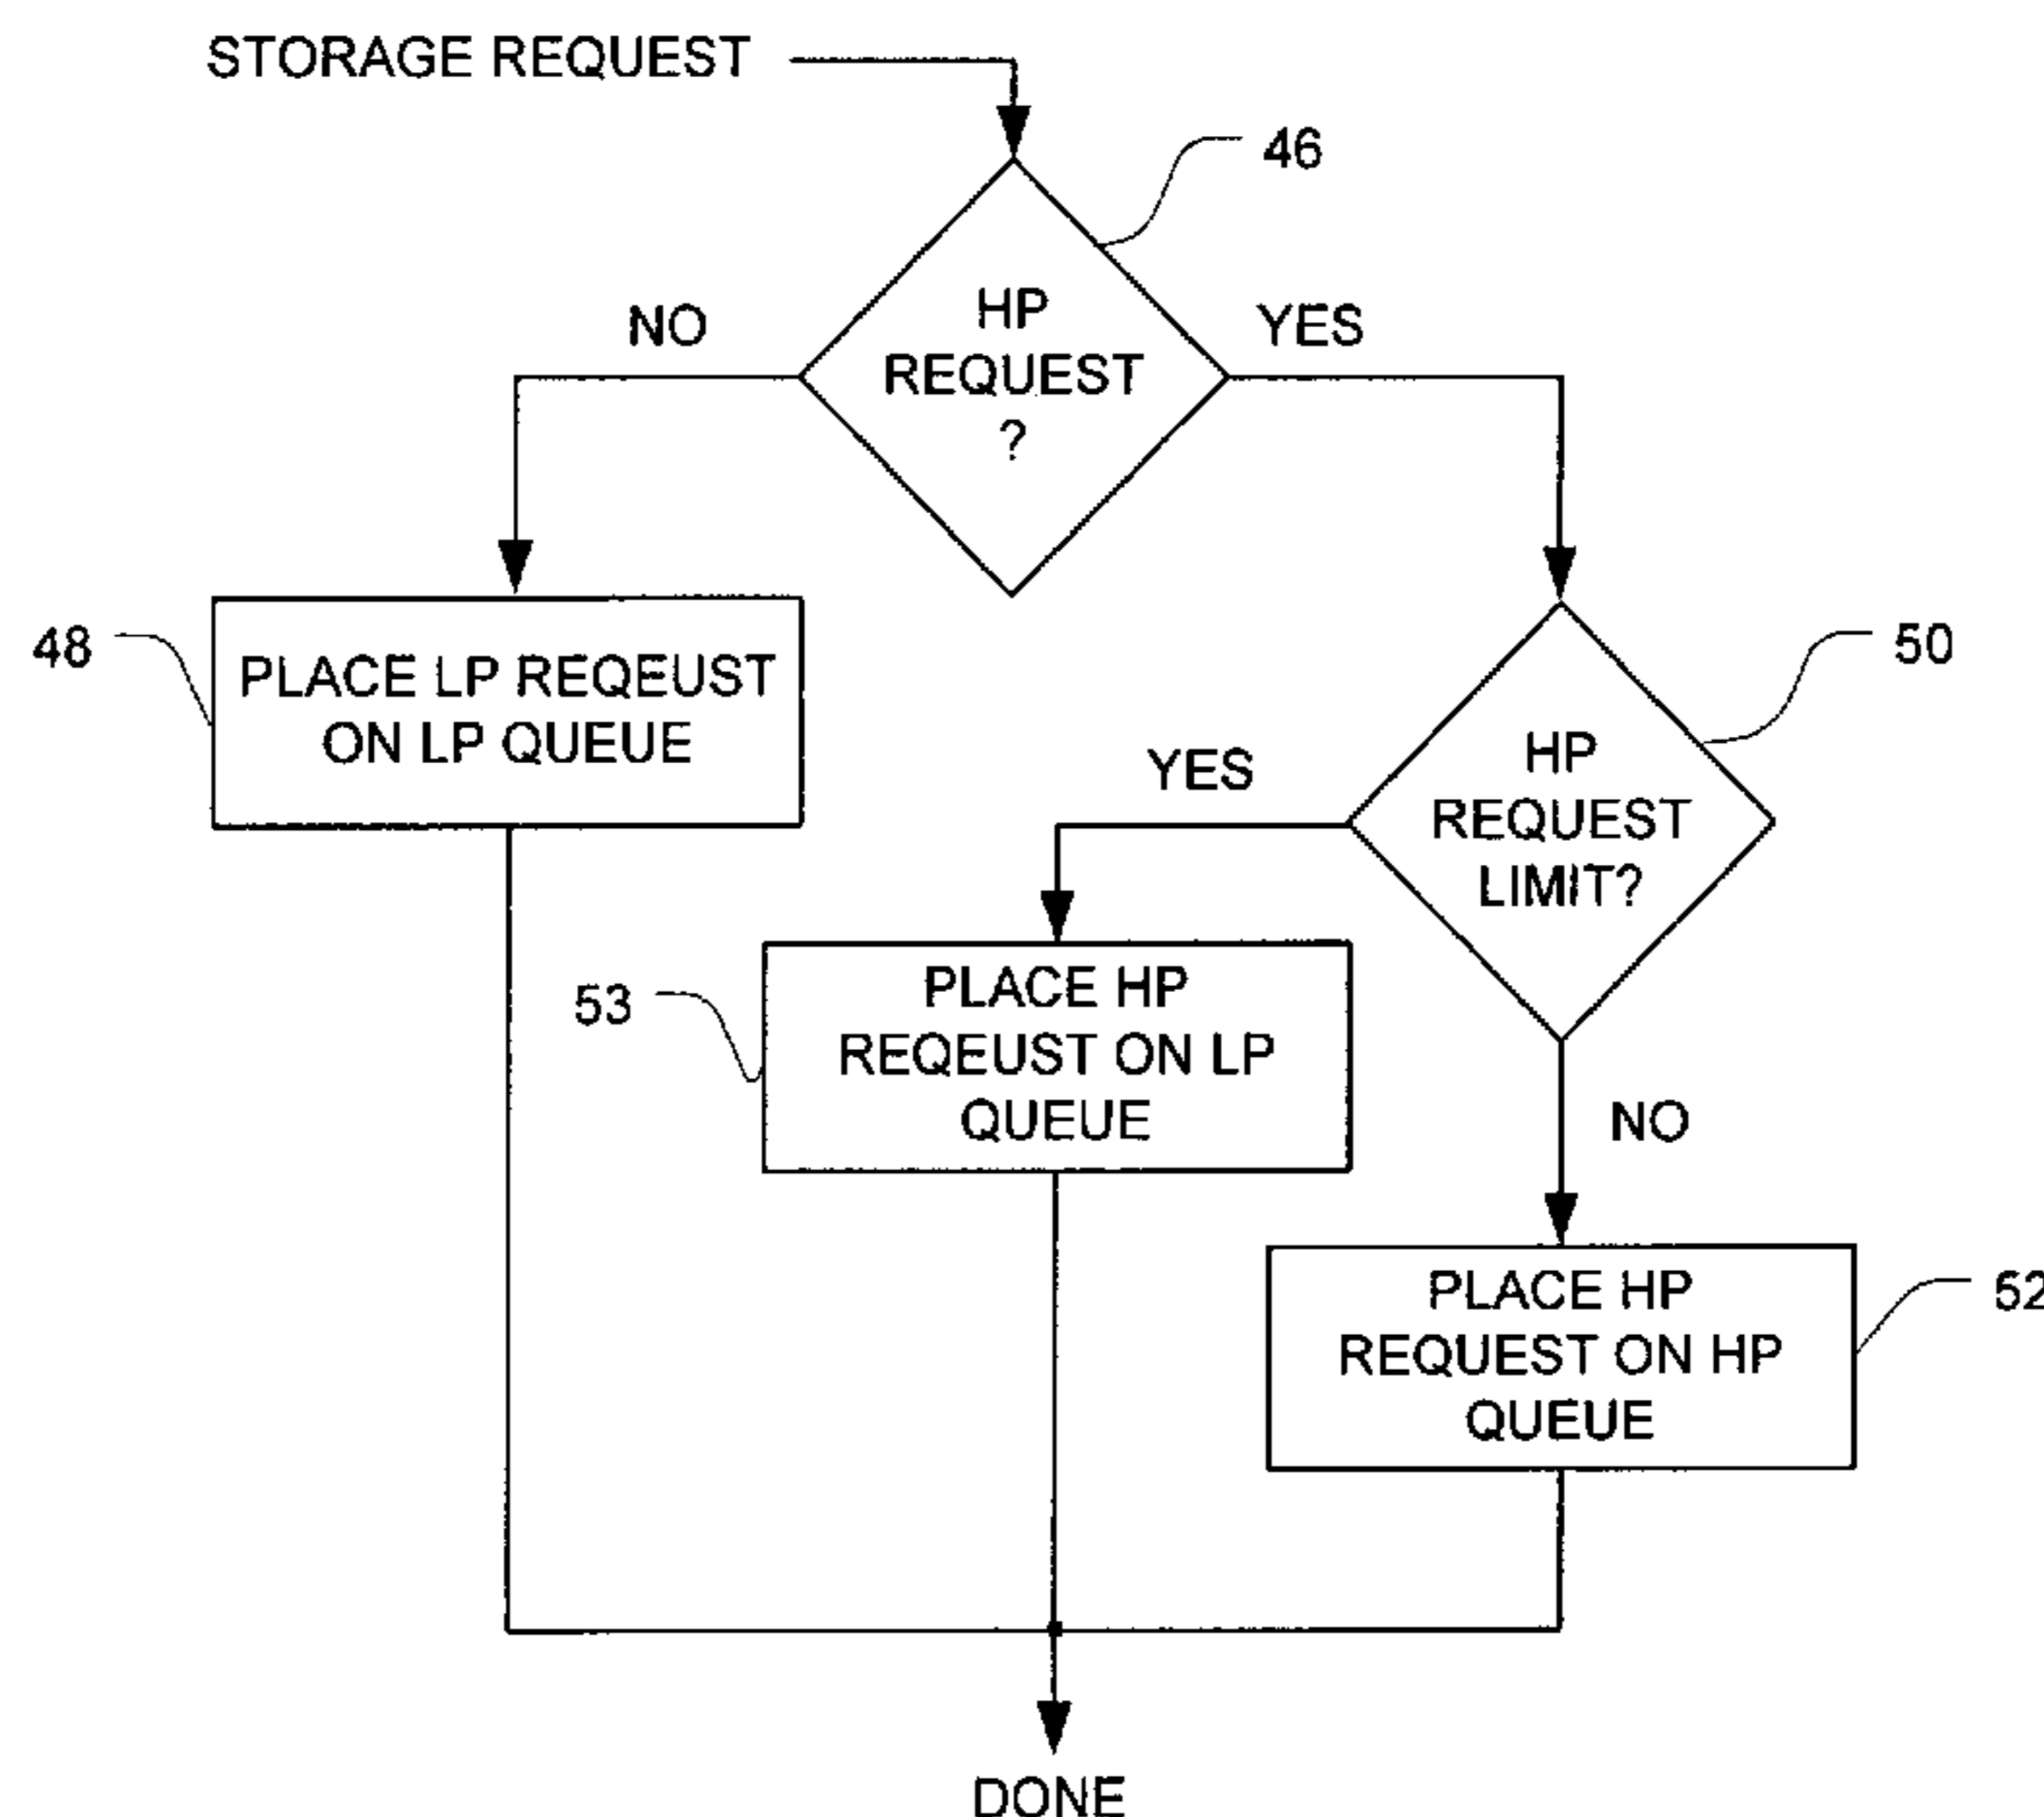 STORAGE REQUEST
46
HP
REQUEST
?
NO
YES
48
PLACE LP REQEUST
ON LP QUEUE
50
HP
REQUEST
LIMIT?
YES
NO
53
PLACE HP
REQEUST ON LP
QUEUE
52
PLACE HP
REQUEST ON HP
QUEUE
DONE